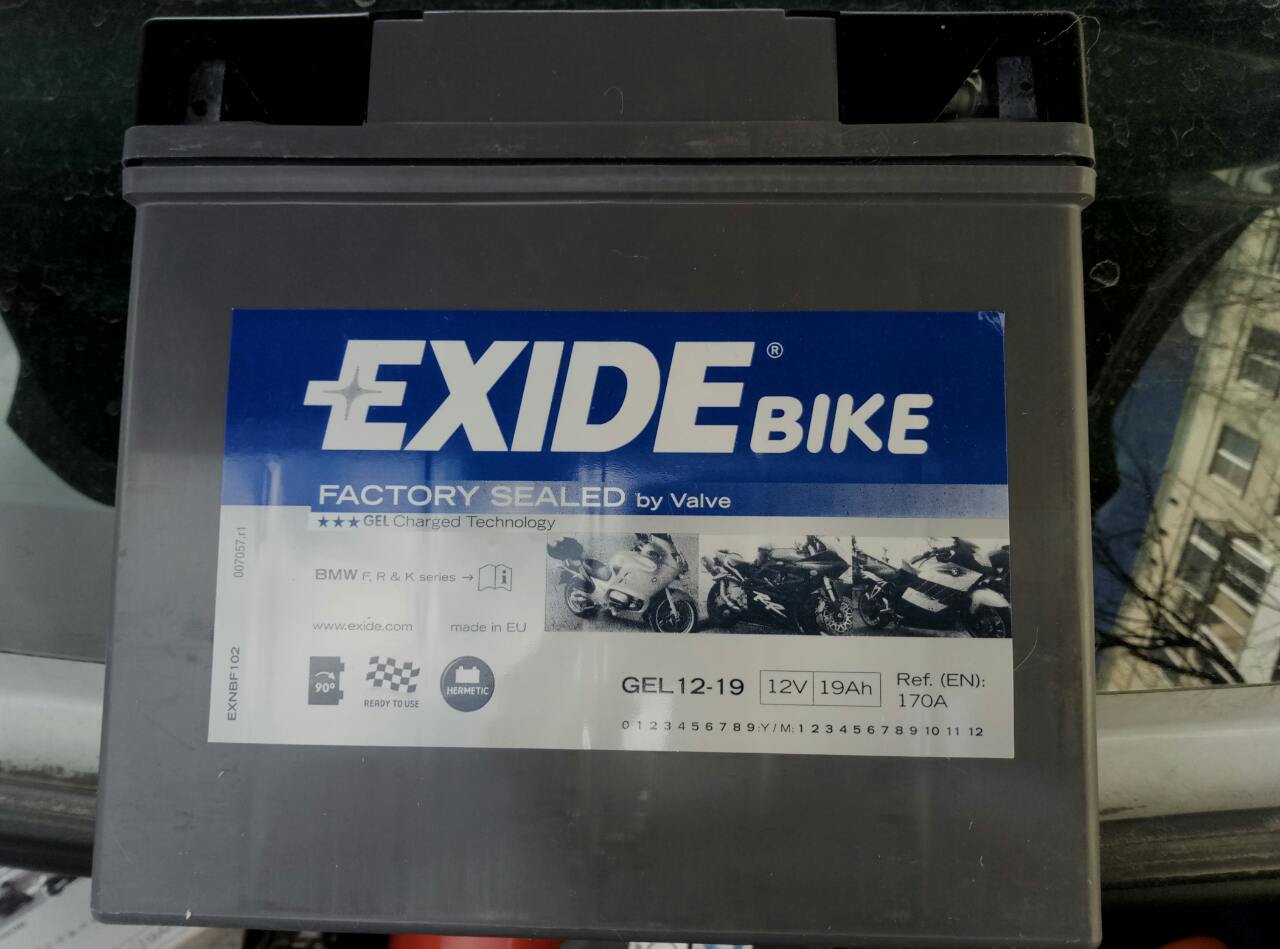 EXIDE® BIKE
FACTORY SEALED by Valve
★★★GEL Charged Technology
BMW F, R & K series →
www.exide.com made in EU
90°
READY TO USE
HERMETIC
GEL12-19 12V 19Ah Ref. (EN):
170A
0 1 2 3 4 5 6 7 8 9 :Y / M: 1 2 3 4 5 6 7 8 9 10 11 12
007057.r1
EXNBF102
RR